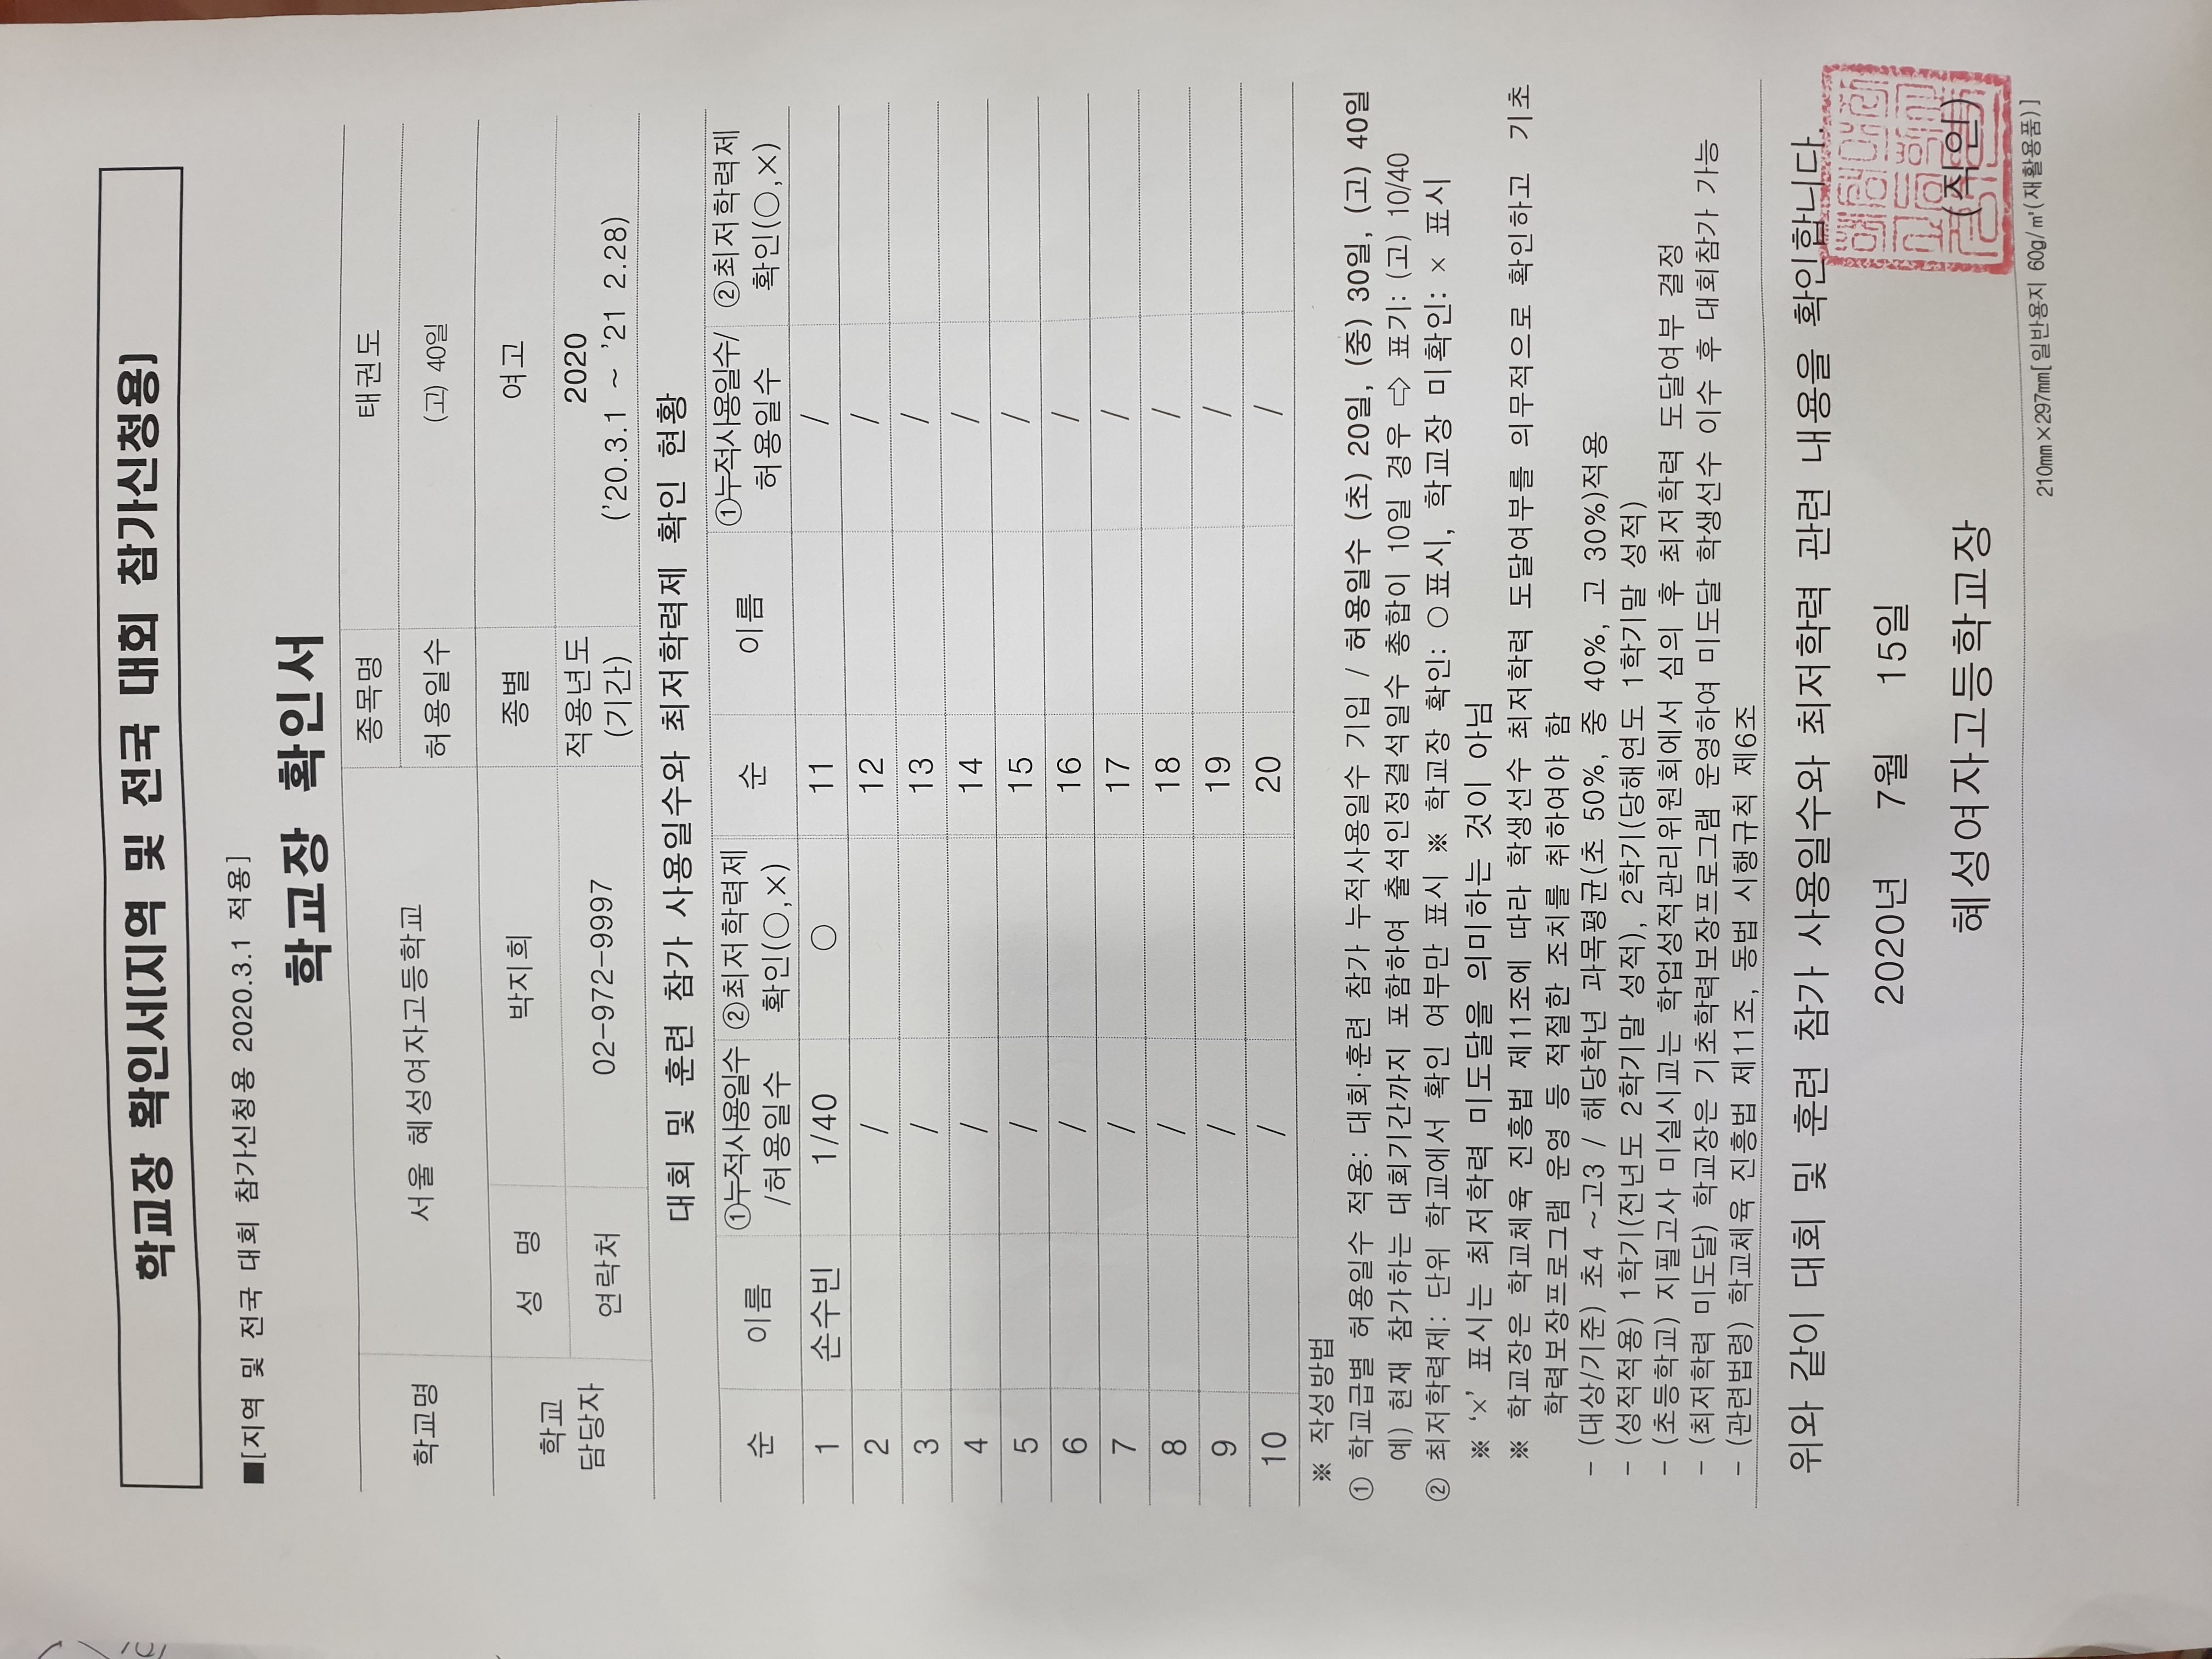 학교장 확인서(지역 및 전국 대회 참가신청용)
■[지역 및 전국 대회 참가신청용 2020.3.1 적용]
학교장 확인서
학교명 서울 혜성여자고등학교 종목명 태권도
허용일수 (고) 40일
학교 담당자 성 명 박지희 종별 여고
연락처 02-972-9997 적용년도 (기간) 2020 ('20.3.1 ~ '21 2.28)
대회 및 훈련 참가 사용일수와 최저학력제 확인 현황
순 이름 ①누적사용일수/허용일수 ②최저학력제 확인(○,×) 순 이름 ①누적사용일수/허용일수 ②최저학력제 확인(○,×)
1 손수빈 1/40 ○ 11 /
2 / 12 /
3 / 13 /
4 / 14 /
5 / 15 /
6 / 16 /
7 / 17 /
8 / 18 /
9 / 19 /
10 / 20 /
※ 작성방법
① 학교급별 허용일수 적용: 대회·훈련 참가 누적사용일수 기입 / 허용일수 (초) 20일, (중) 30일, (고) 40일
예) 현재 참가하는 대회기간까지 포함하여 출석인정결석일수 총합이 10일 경우 ⇨ 표기: (고) 10/40
② 최저학력제: 단위 학교에서 확인 여부만 표시 ※ 학교장 확인: ○ 표시, 학교장 미확인: × 표시
※ '×' 표시는 최저학력 미도달을 의미하는 것이 아님
※ 학교장은 학교체육 진흥법 제11조에 따라 학생선수 최저학력 도달여부를 의무적으로 확인하고 기초
학력보장프로그램 운영 등 적절한 조치를 취하여야 함
- (대상/기준) 초4 ~고3 / 해당학년 과목평균(초 50%, 중 40%, 고 30%)적용
- (성적적용) 1학기(전년도 2학기말 성적), 2학기(당해연도 1학기말 성적)
- (초등학교) 지필고사 미실시교는 학업성적관리위원회에서 심의 후 최저학력 도달여부 결정
- (최저학력 미도달) 학교장은 기초학력보장프로그램 운영하여 미도달 학생선수 이수 후 대회참가 가능
- (관련법령) 학교체육 진흥법 제11조, 동법 시행규칙 제6조
위와 같이 대회 및 훈련 참가 사용일수와 최저학력 관련 내용을 확인합니다.
2020년 7월 15일
혜성여자고등학교장 (직인)
210㎜×297㎜[일반용지 60g/㎡(재활용품)]